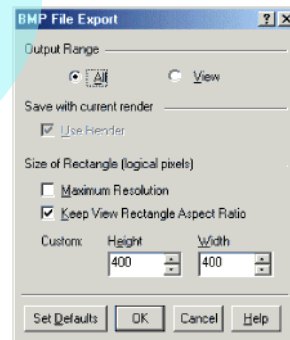 BMP File Export
Output Range
All View
Save with current render
Use Render
Size of Rectangle (logical pixels)
Maximum Resolution
Keep View Rectangle Aspect Ratio
Custom: Height Width
400 400
Set Defaults OK Cancel Help